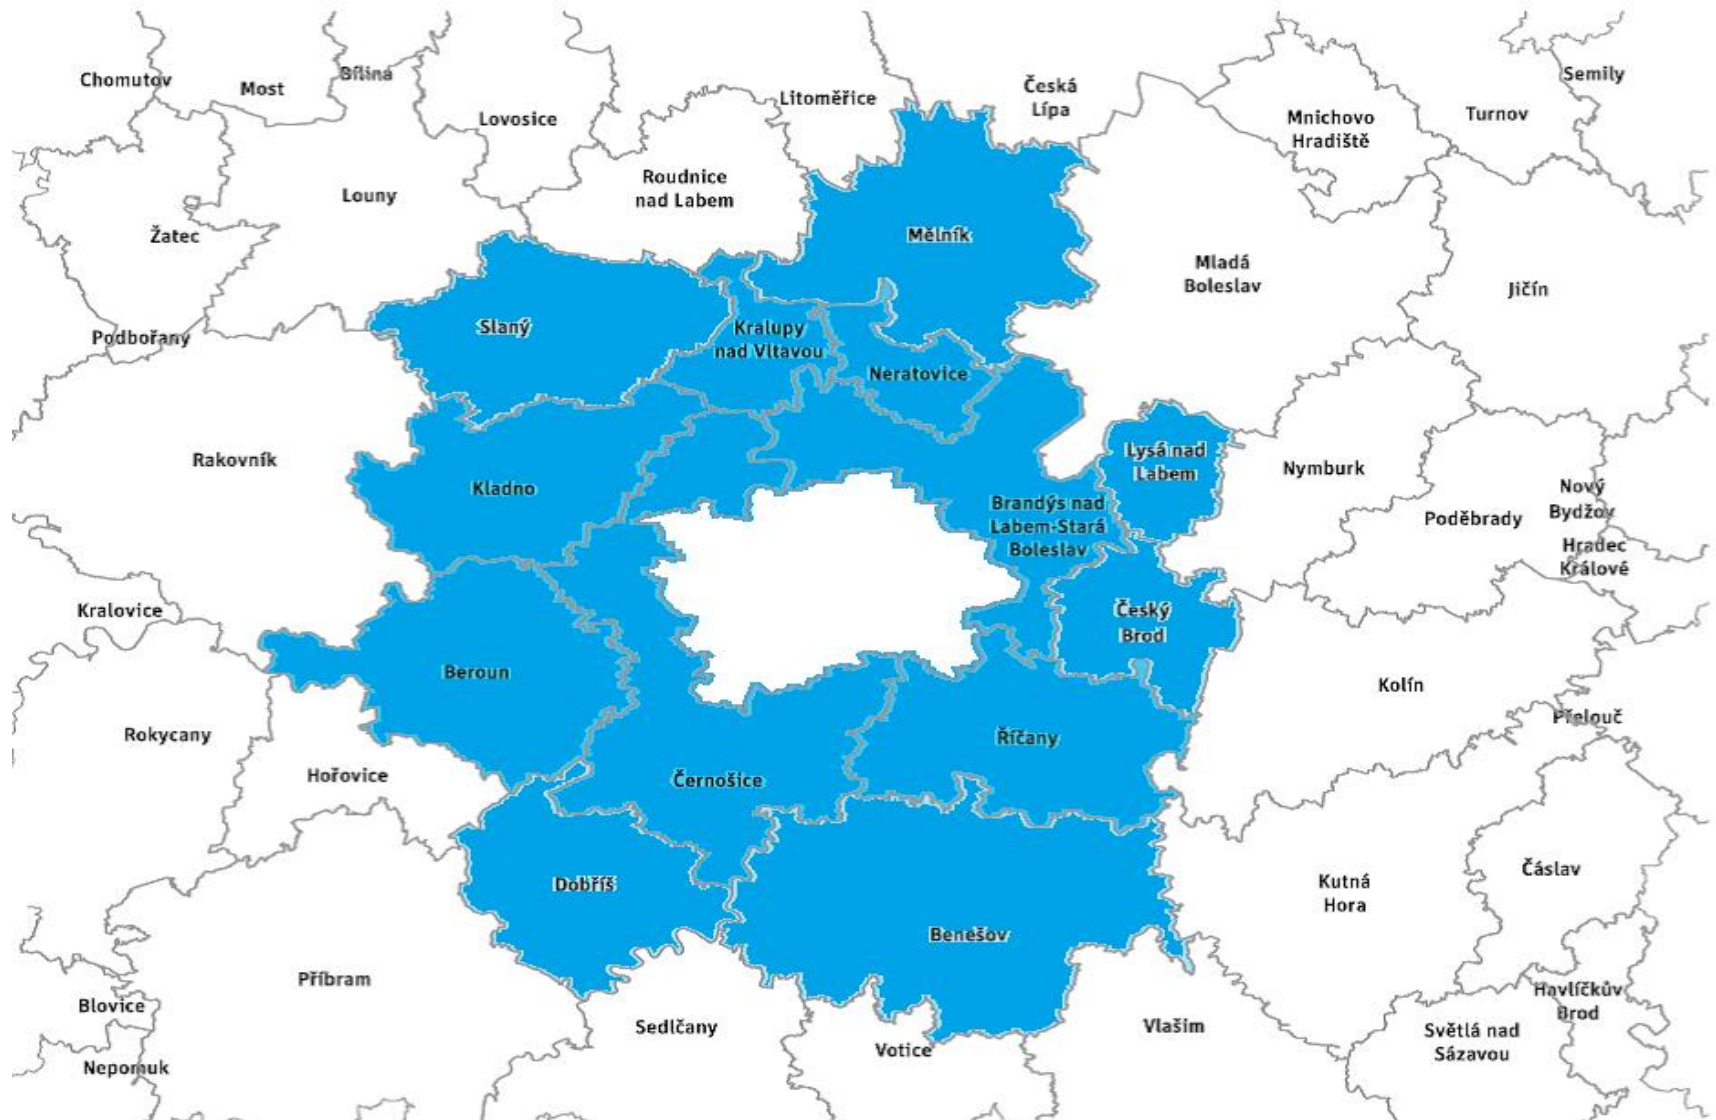 Chomutov
Most
Bílina
Lovosice
Litoměřice
Česká
Lípa
Mnichovo
Hradiště
Turnov
Semily
Louny
Roudnice
nad Labem
Žatec
Mělník
Mladá
Boleslav
Jičín
Podbořany
Slaný
Kralupy
nad Vltavou
Neratovice
Rakovník
Kladno
Lysá nad
Labem
Nymburk
Brandýs nad
Labem-Stará
Boleslav
Poděbrady
Nový
Bydžov
Hradec
Králové
Kralovice
Český
Brod
Beroun
Kolín
Rokycany
Hořovice
Černošice
Říčany
Přelouč
Dobříš
Kutná
Hora
Čáslav
Benešov
Příbram
Blovice
Nepomuk
Sedlčany
Votice
Vlašim
Světlá nad
Sázavou
Havlíčkův
Brod